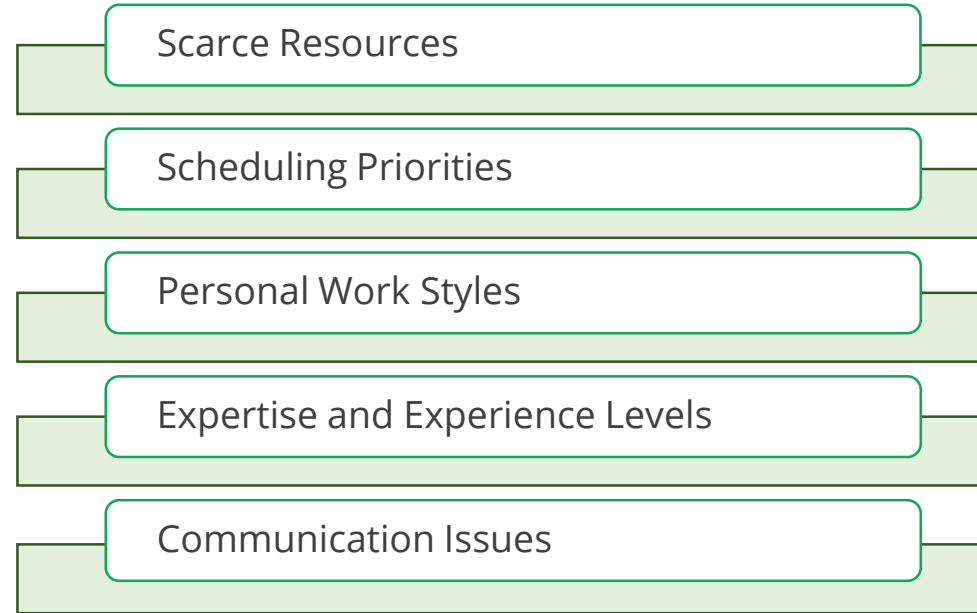 Scarce Resources
Scheduling Priorities
Personal Work Styles
Expertise and Experience Levels
Communication Issues